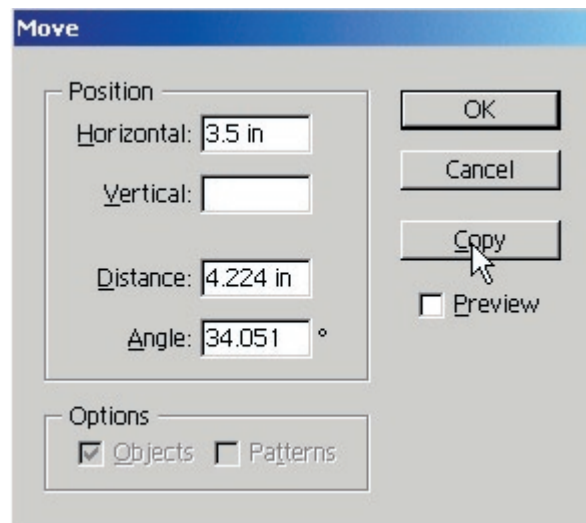 Move
Position
Horizontal: 3.5 in
Vertical:
Distance: 4.224 in
Angle: 34.051 °
OK
Cancel
Copy
Preview
Options
Objects Patterns